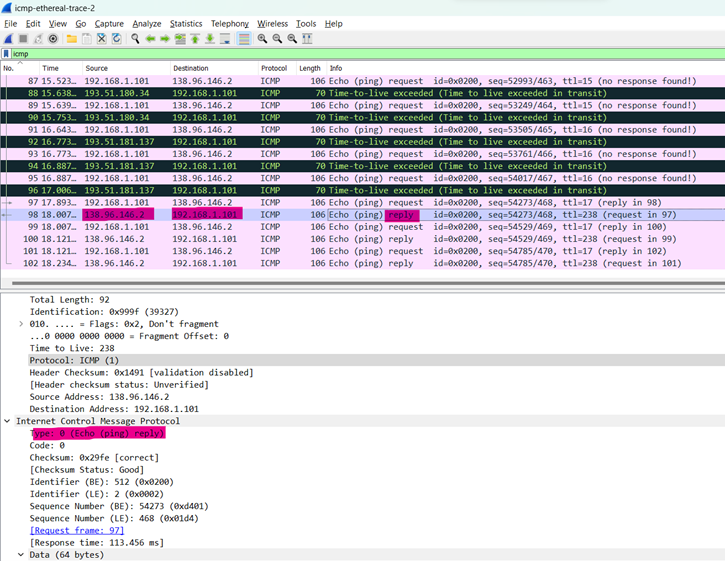 icmp-ethereal-trace-2
File Edit View Go Capture Analyze Statistics Telephony Wireless Tools Help
icmp
No. Time Source Destination Protocol Length Info
87 15.523… 192.168.1.101 138.96.146.2 ICMP 106 Echo (ping) request id=0x0200, seq=52993/463, ttl=15 (no response found!)
88 15.638… 193.51.180.34 192.168.1.101 ICMP 70 Time-to-live exceeded (Time to live exceeded in transit)
89 15.639… 192.168.1.101 138.96.146.2 ICMP 106 Echo (ping) request id=0x0200, seq=53249/464, ttl=15 (no response found!)
90 15.753… 193.51.180.34 192.168.1.101 ICMP 70 Time-to-live exceeded (Time to live exceeded in transit)
91 16.643… 192.168.1.101 138.96.146.2 ICMP 106 Echo (ping) request id=0x0200, seq=53505/465, ttl=16 (no response found!)
92 16.773… 193.51.181.137 192.168.1.101 ICMP 70 Time-to-live exceeded (Time to live exceeded in transit)
93 16.773… 192.168.1.101 138.96.146.2 ICMP 106 Echo (ping) request id=0x0200, seq=53761/466, ttl=16 (no response found!)
94 16.887… 193.51.181.137 192.168.1.101 ICMP 70 Time-to-live exceeded (Time to live exceeded in transit)
95 16.887… 192.168.1.101 138.96.146.2 ICMP 106 Echo (ping) request id=0x0200, seq=54017/467, ttl=16 (no response found!)
96 17.006… 193.51.181.137 192.168.1.101 ICMP 70 Time-to-live exceeded (Time to live exceeded in transit)
97 17.893… 192.168.1.101 138.96.146.2 ICMP 106 Echo (ping) request id=0x0200, seq=54273/468, ttl=17 (reply in 98)
98 18.007… 138.96.146.2 192.168.1.101 ICMP 106 Echo (ping) reply id=0x0200, seq=54273/468, ttl=238 (request in 97)
99 18.007… 192.168.1.101 138.96.146.2 ICMP 106 Echo (ping) request id=0x0200, seq=54529/469, ttl=17 (reply in 100)
100 18.121… 138.96.146.2 192.168.1.101 ICMP 106 Echo (ping) reply id=0x0200, seq=54529/469, ttl=238 (request in 99)
101 18.121… 192.168.1.101 138.96.146.2 ICMP 106 Echo (ping) request id=0x0200, seq=54785/470, ttl=17 (reply in 102)
102 18.234… 138.96.146.2 192.168.1.101 ICMP 106 Echo (ping) reply id=0x0200, seq=54785/470, ttl=238 (request in 101)
Total Length: 92
Identification: 0x999f (39327)
010. .... = Flags: 0x2, Don't fragment
...0 0000 0000 0000 = Fragment Offset: 0
Time to Live: 238
Protocol: ICMP (1)
Header Checksum: 0x1491 [validation disabled]
[Header checksum status: Unverified]
Source Address: 138.96.146.2
Destination Address: 192.168.1.101
Internet Control Message Protocol
Type: 0 (Echo (ping) reply)
Code: 0
Checksum: 0x29fe [correct]
[Checksum Status: Good]
Identifier (BE): 512 (0x0200)
Identifier (LE): 2 (0x0002)
Sequence Number (BE): 54273 (0xd401)
Sequence Number (LE): 468 (0x01d4)
[Request frame: 97]
[Response time: 113.456 ms]
Data (64 bytes)